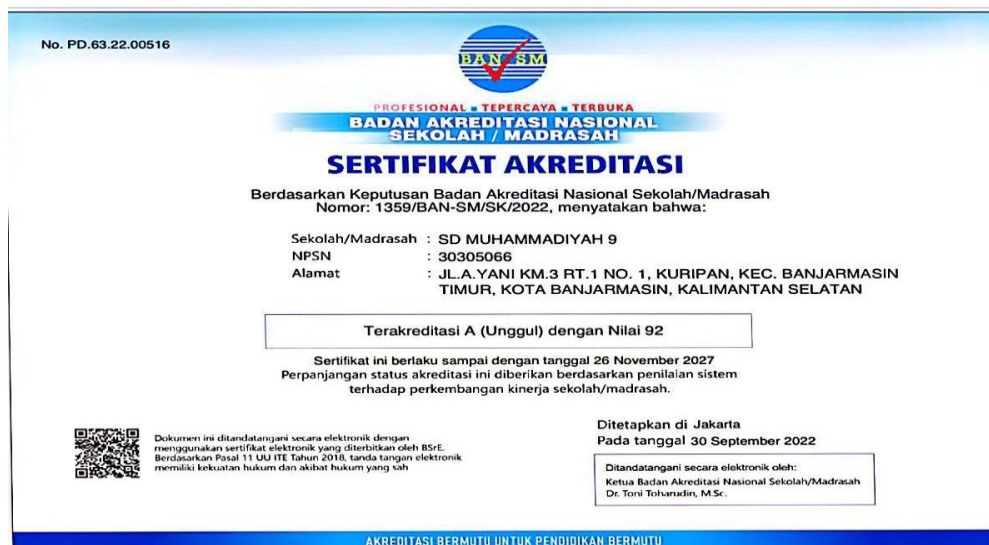 No. PD.63.22.00516
BAN SM
PROFESIONAL TEPERCAYA TERBUKA
BADAN AKREDITASI NASIONAL
SEKOLAH / MADRASAH
SERTIFIKAT AKREDITASI
Berdasarkan Keputusan Badan Akreditasi Nasional Sekolah/Madrasah
Nomor: 1359/BAN-SM/SK/2022, menyatakan bahwa:
Sekolah/Madrasah : SD MUHAMMADIYAH 9
NPSN : 30305066
Alamat : JL.A.YANI KM.3 RT.1 NO. 1, KURIPAN, KEC. BANJARMASIN
TIMUR, KOTA BANJARMASIN, KALIMANTAN SELATAN
Terakreditasi A (Unggul) dengan Nilai 92
Sertifikat ini berlaku sampai dengan tanggal 26 November 2027
Perpanjangan status akreditasi ini diberikan berdasarkan penilaian sistem
terhadap perkembangan kinerja sekolah/madrasah.
Dokumen ini ditandatangani secara elektronik dengan
menggunakan sertifikat elektronik yang diterbitkan oleh BSrE.
Berdasarkan Pasal 11 UU ITE Tahun 2018, tanda tangan elektronik
memiliki kekuatan hukum dan akibat hukum yang sah
Ditetapkan di Jakarta
Pada tanggal 30 September 2022
Ditandatangani secara elektronik oleh:
Ketua Badan Akreditasi Nasional Sekolah/Madrasah
Dr. Toni Toharudin, M.Sc.
AKREDITASI BERMUTU UNTUK PENDIDIKAN BERMUTU